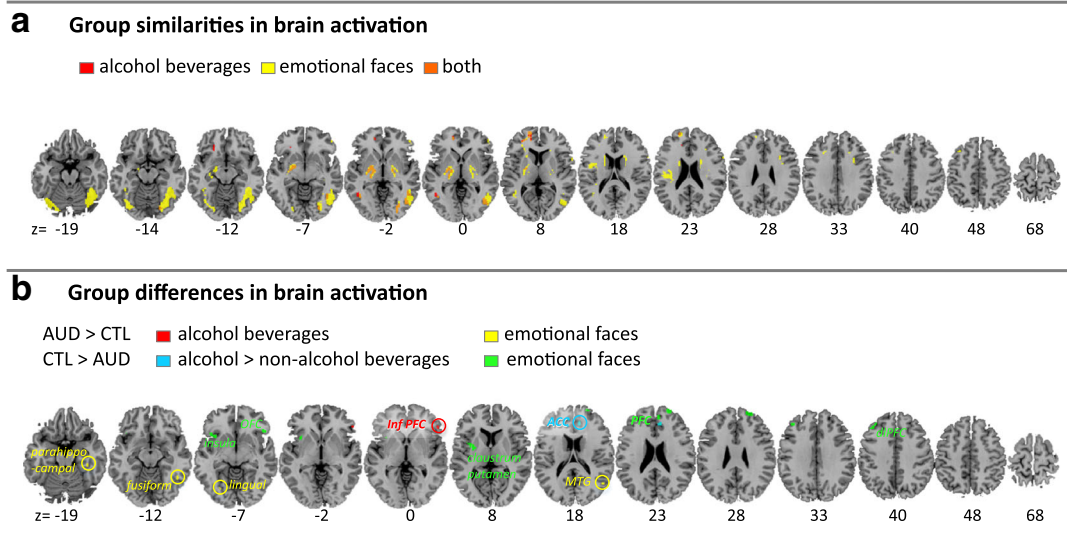 a Group similarities in brain activation
alcohol beverages emotional faces both
z= -19 -14 -12 -7 -2 0 8 18 23 28 33 40 48 68
b Group differences in brain activation
AUD > CTL alcohol beverages emotional faces
CTL > AUD alcohol > non-alcohol beverages emotional faces
Inf PFC ACC PFC
parahippo
-campal
fusiform lingual putamen MTG
z= -19 -12 -7 -2 0 8 18 23 28 33 40 48 68